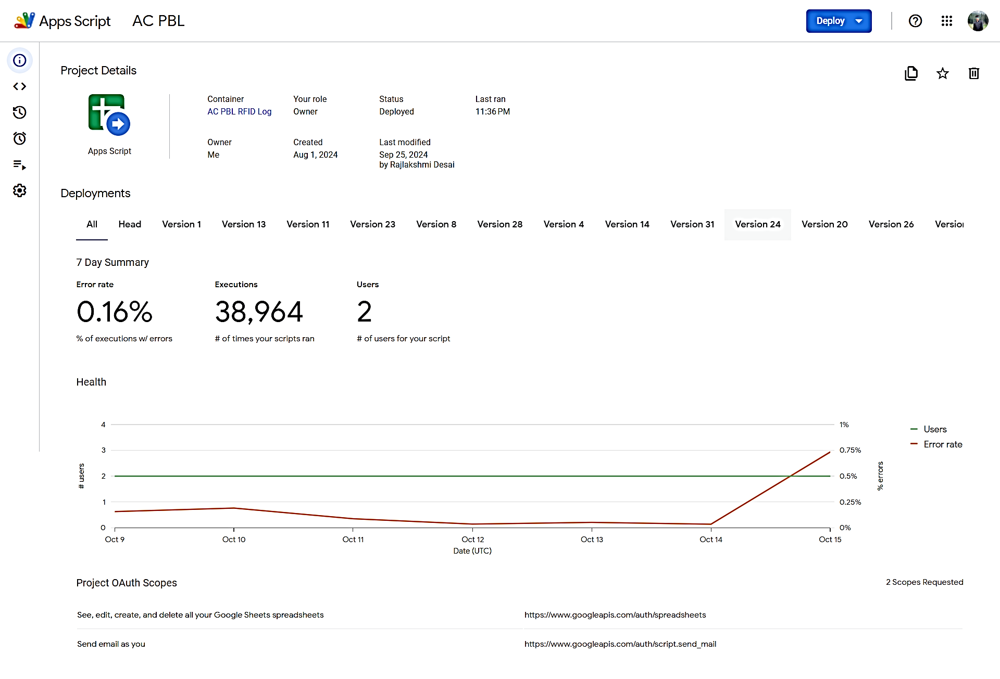 Apps Script
AC PBL
Deploy
Project Details
Apps Script
Container
AC PBL RFID Log
Your role
Owner
Status
Deployed
Last ran
11:36 PM
Owner
Me
Created
Aug 1, 2024
Last modified
Sep 25, 2024
by Rajlakshmi Desai
Deployments
All
Head
Version 1
Version 13
Version 11
Version 23
Version 8
Version 28
Version 4
Version 14
Version 31
Version 24
Version 20
Version 26
Versio
7 Day Summary
Error rate
0.16%
% of executions w/ errors
Executions
38,964
# of times your scripts ran
Users
2
# of users for your script
Health
# users
4
3
2
1
0
1%
0.75%
0.5%
0.25%
0%
% errors
Users
Error rate
Oct 9
Oct 10
Oct 11
Oct 12
Oct 13
Oct 14
Oct 15
Date (UTC)
Project OAuth Scopes
2 Scopes Requested
See, edit, create, and delete all your Google Sheets spreadsheets
https://www.googleapis.com/auth/spreadsheets
Send email as you
https://www.googleapis.com/auth/script.send_mail